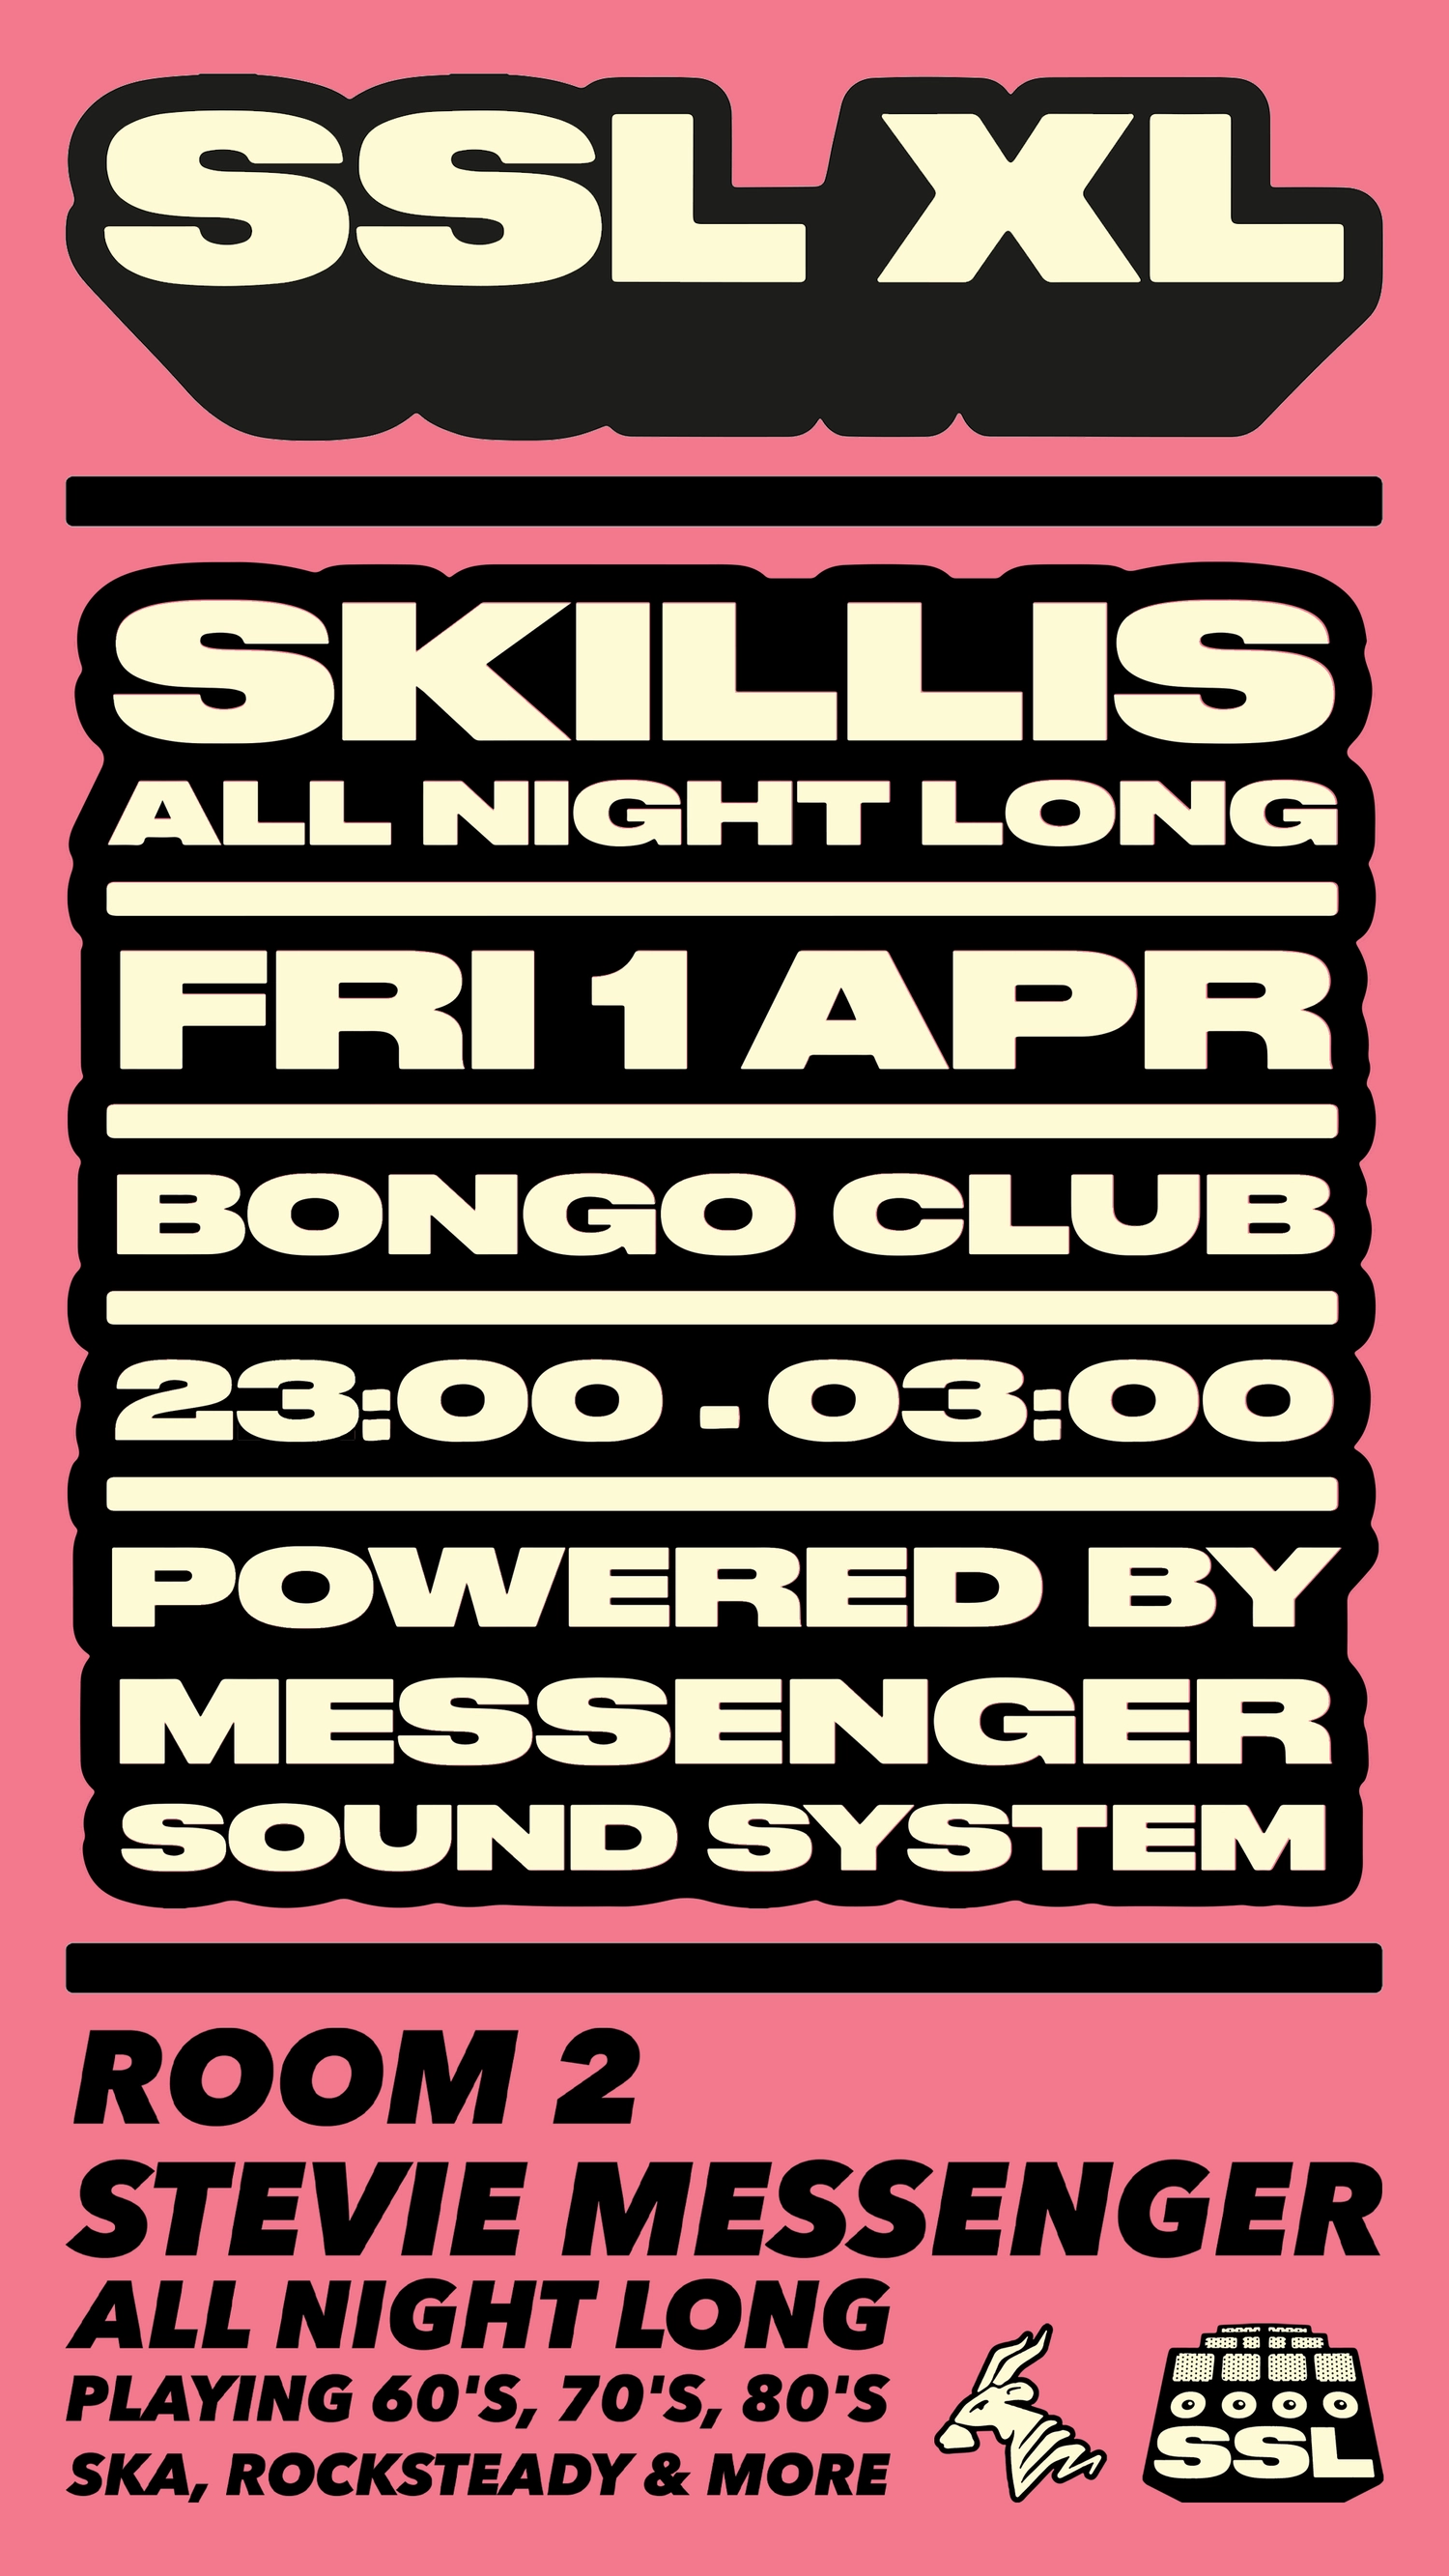 SSL XL
SKILLIS
ALL NIGHT LONG
FRI 1 APR
BONGO CLUB
23:00 . 03:00
POWERED BY
MESSENGER
SOUND SYSTEM
ROOM 2
STEVIE MESSENGER
ALL NIGHT LONG
PLAYING 60'S, 70'S, 80'S
SKA, ROCKSTEADY & MORE
SSL